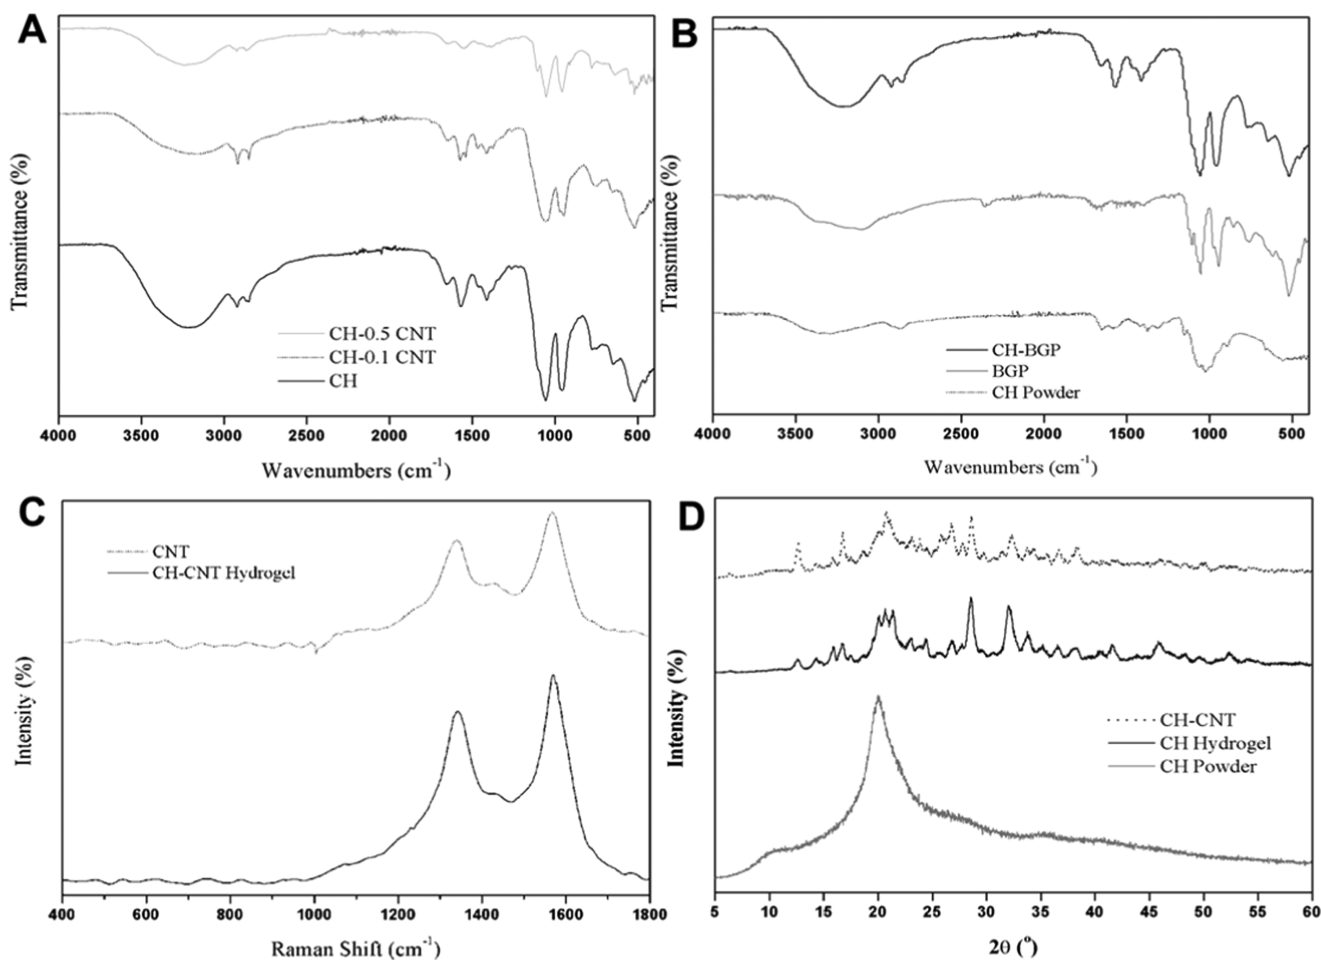 A
Transmittance (%)
CH-0.5 CNT
CH-0.1 CNT
CH
4000 3500 3000 2500 2000 1500 1000 500
Wavenumbers (cm⁻¹)
B
Transmittance (%)
CH-BGP
BGP
CH Powder
4000 3500 3000 2500 2000 1500 1000 500
Wavenumbers (cm⁻¹)
C
Intensity (%)
CNT
CH-CNT Hydrogel
400 600 800 1000 1200 1400 1600 1800
Raman Shift (cm⁻¹)
D
Intensity (%)
CH-CNT
CH Hydrogel
CH Powder
5 10 15 20 25 30 35 40 45 50 55 60
2θ (°)